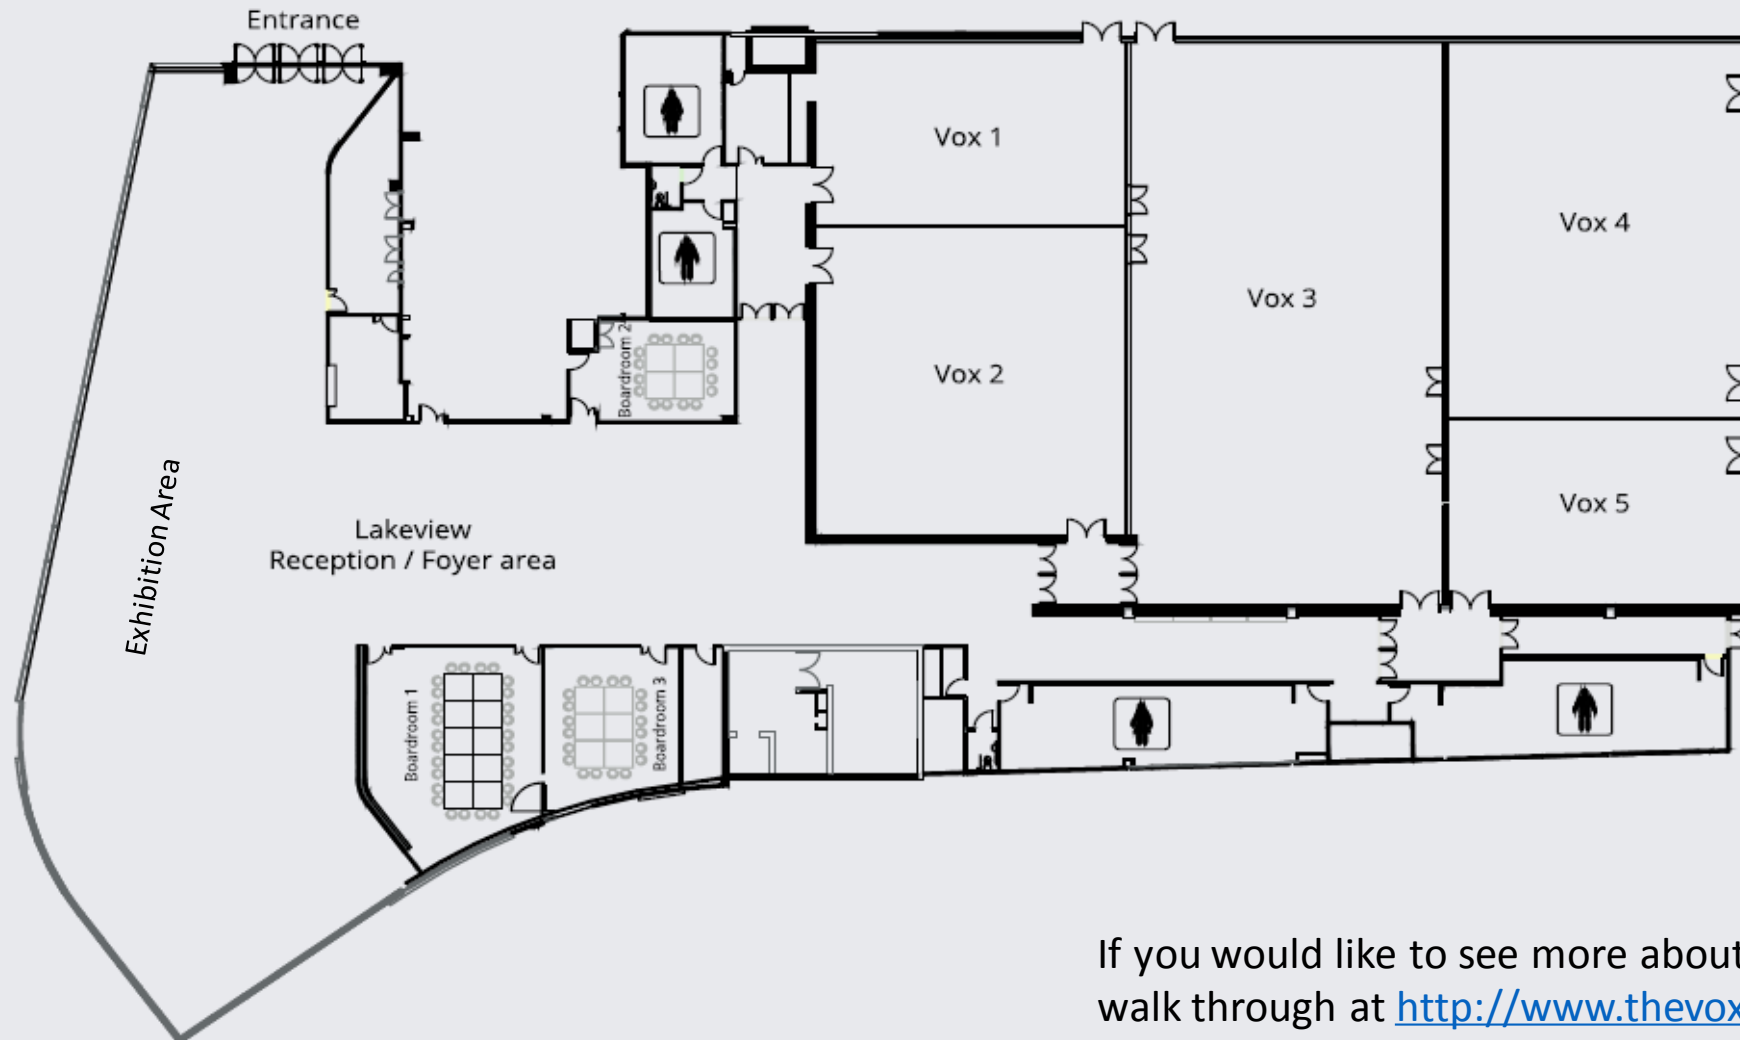 Entrance
Vox 1
Vox 4
Vox 3
Boardroom 2
Vox 2
Exhibition Area
Vox 5
Lakeview
Reception / Foyer area
Boardroom 1
Boardroom 3
If you would like to see more about
walk through at http://www.thevox